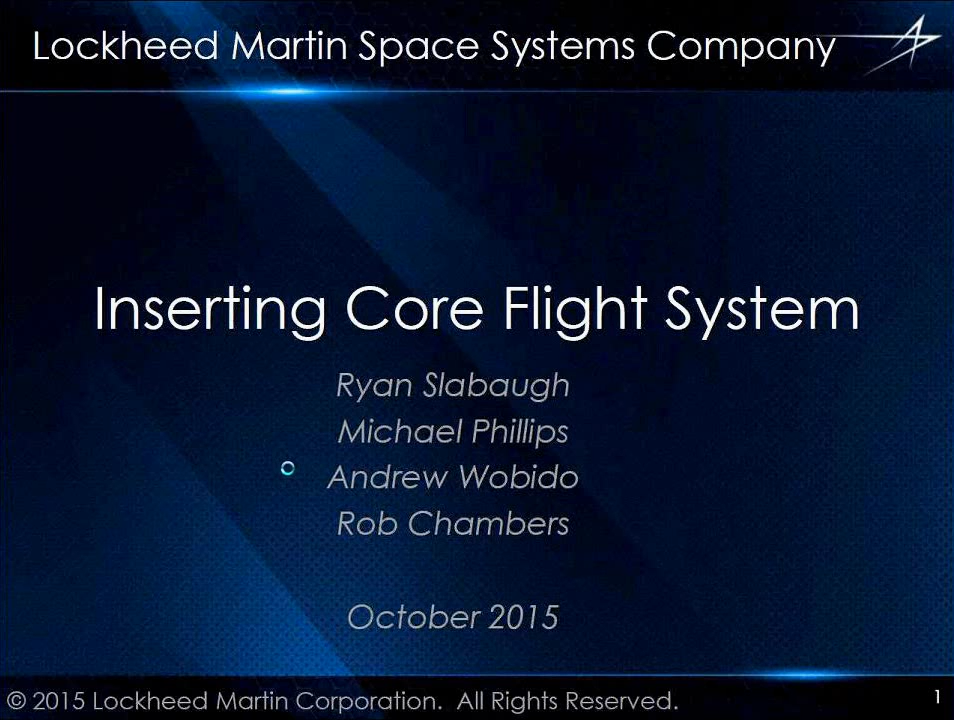 Lockheed Martin Space Systems Company
Inserting Core Flight System
Ryan Slabaugh
Michael Phillips
Andrew Wobido
Rob Chambers
October 2015
© 2015 Lockheed Martin Corporation. All Rights Reserved.
1